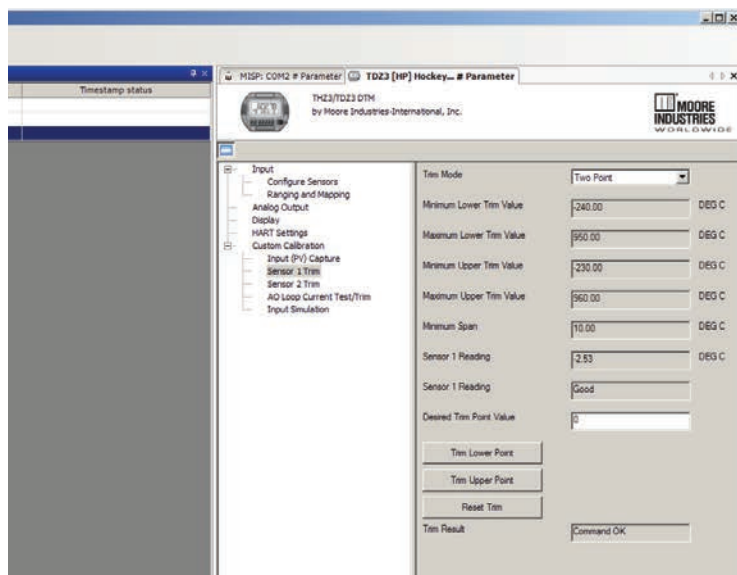 MISP: COM2 # Parameter
TDZ3 [HP] Hockey... # Parameter
Timestamp status
THZ3/TDZ3 DTM
by Moore Industries-International, Inc.
MOORE
INDUSTRIES
WORLDWIDE
Input
Configure Sensors
Ranging and Mapping
Analog Output
Display
HART Settings
Custom Calibration
Input (PV) Capture
Sensor 1 Trim
Sensor 2 Trim
AO Loop Current Test/Trim
Input Simulation
Trim Mode Two Point
Minimum Lower Trim Value -240.00 DEG C
Maximum Lower Trim Value 950.00 DEG C
Minimum Upper Trim Value -230.00 DEG C
Maximum Upper Trim Value 960.00 DEG C
Minimum Span 10.00 DEG C
Sensor 1 Reading -2.53 DEG C
Sensor 1 Reading Good
Desired Trim Point Value 0
Trim Lower Point
Trim Upper Point
Reset Trim
Trim Result Command OK